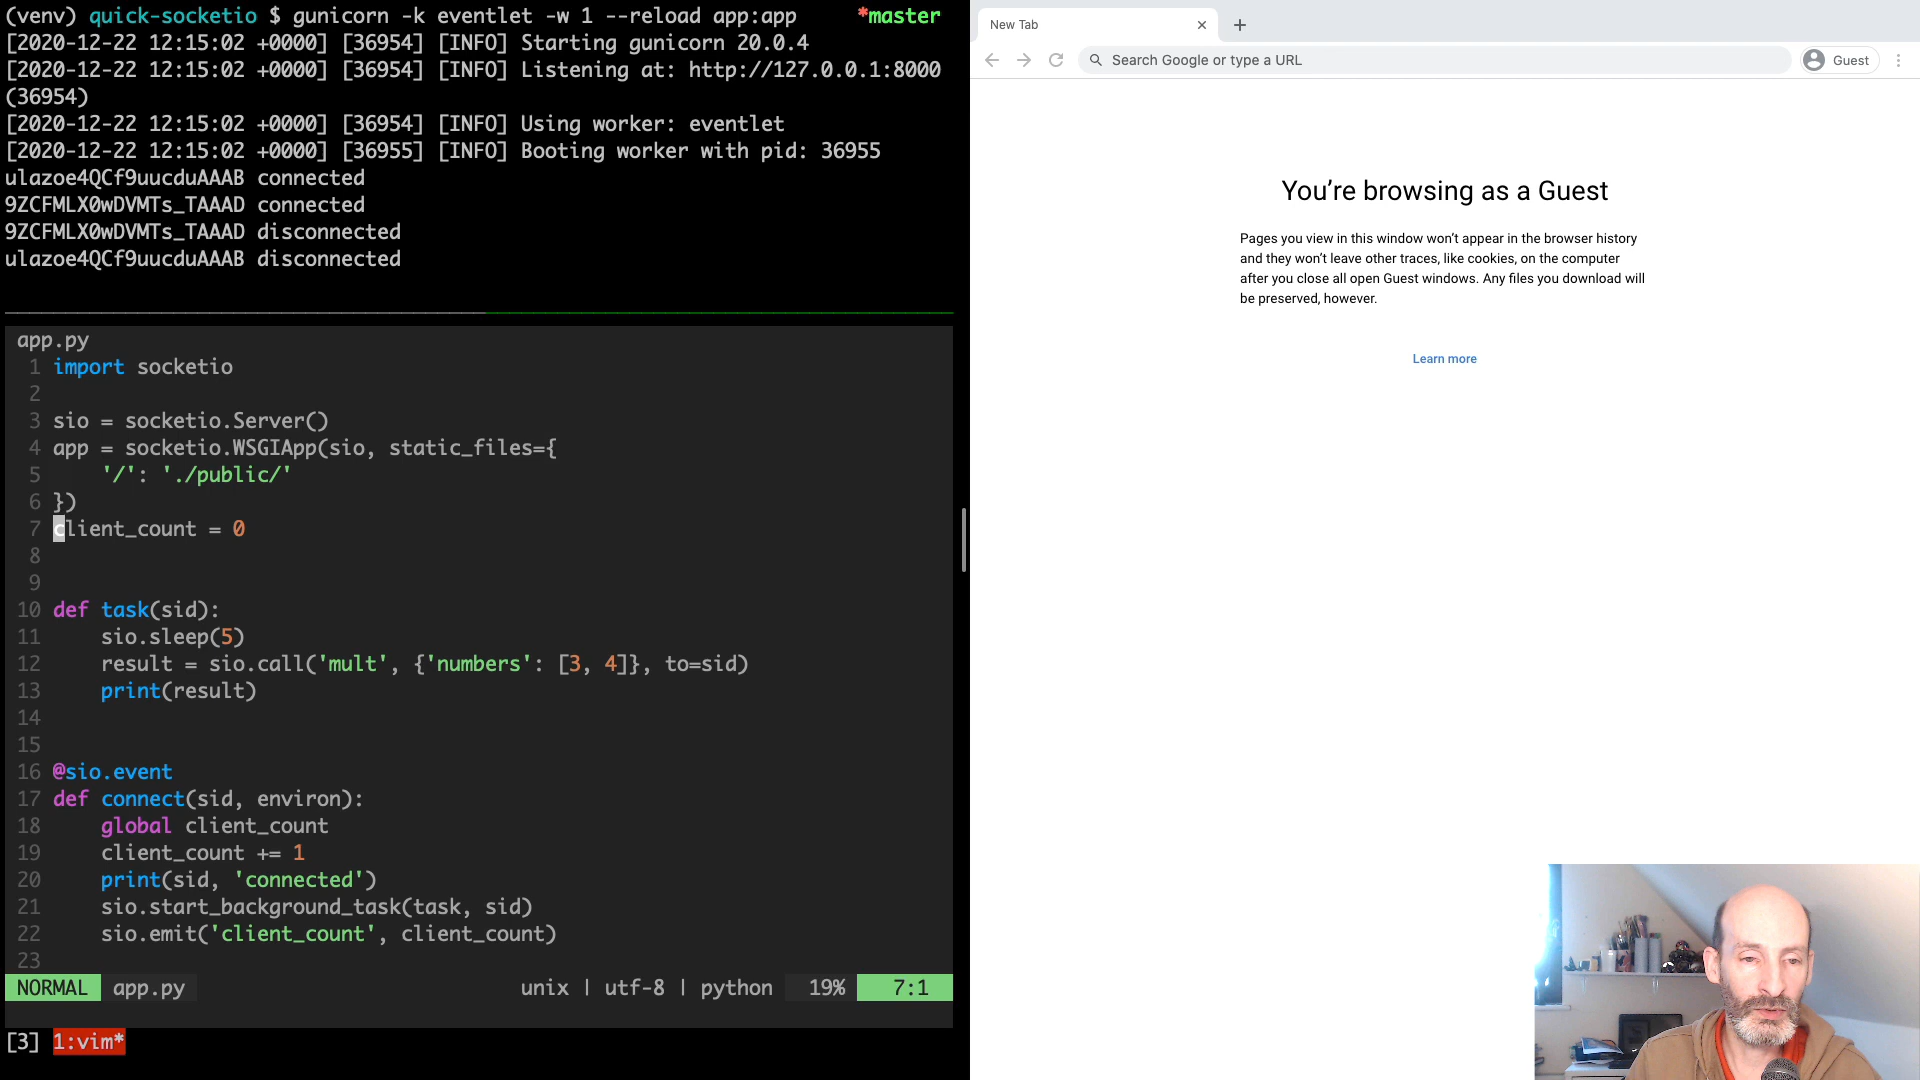 (venv) quick-socketio $ gunicorn -k eventlet -w 1 --reload app:app *master
[2020-12-22 12:15:02 +0000] [36954] [INFO] Starting gunicorn 20.0.4
[2020-12-22 12:15:02 +0000] [36954] [INFO] Listening at: http://127.0.0.1:8000
(36954)
[2020-12-22 12:15:02 +0000] [36954] [INFO] Using worker: eventlet
[2020-12-22 12:15:02 +0000] [36955] [INFO] Booting worker with pid: 36955
ulazoe4QCf9uucduAAAB connected
9ZCFMLX0wDVMTs_TAAAD connected
9ZCFMLX0wDVMTs_TAAAD disconnected
ulazoe4QCf9uucduAAAB disconnected
app.py
1 import socketio
2
3 sio = socketio.Server()
4 app = socketio.WSGIApp(sio, static_files={
5     '/': './public/'
6 })
7 client_count = 0
8
9
10 def task(sid):
11     sio.sleep(5)
12     result = sio.call('mult', {'numbers': [3, 4]}, to=sid)
13     print(result)
14
15
16 @sio.event
17 def connect(sid, environ):
18     global client_count
19     client_count += 1
20     print(sid, 'connected')
21     sio.start_background_task(task, sid)
22     sio.emit('client_count', client_count)
23
NORMAL app.py unix | utf-8 | python 19% 7:1
[3] 1:vim*
New Tab
Search Google or type a URL
Guest
You’re browsing as a Guest
Pages you view in this window won’t appear in the browser history
and they won’t leave other traces, like cookies, on the computer
after you close all open Guest windows. Any files you download will
be preserved, however.
Learn more